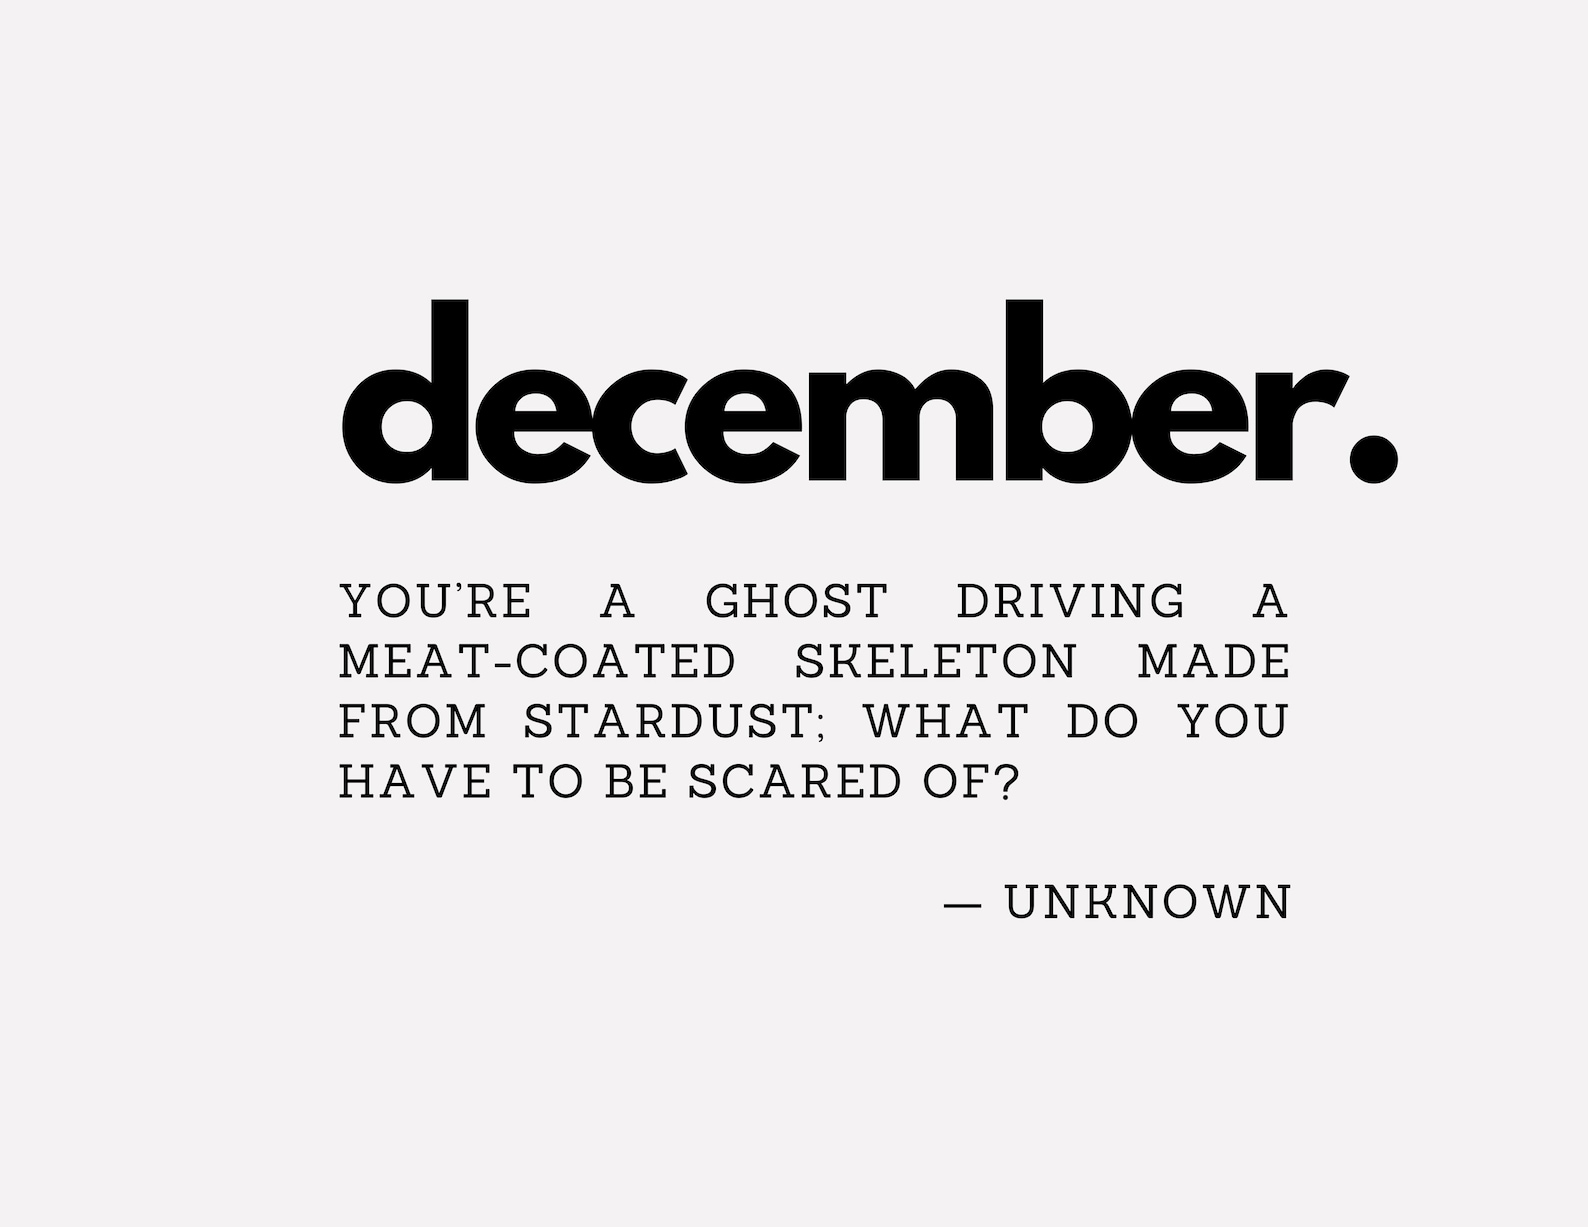 december.
YOU’RE A GHOST DRIVING A
MEAT-COATED SKELETON MADE
FROM STARDUST; WHAT DO YOU
HAVE TO BE SCARED OF?
— UNKNOWN